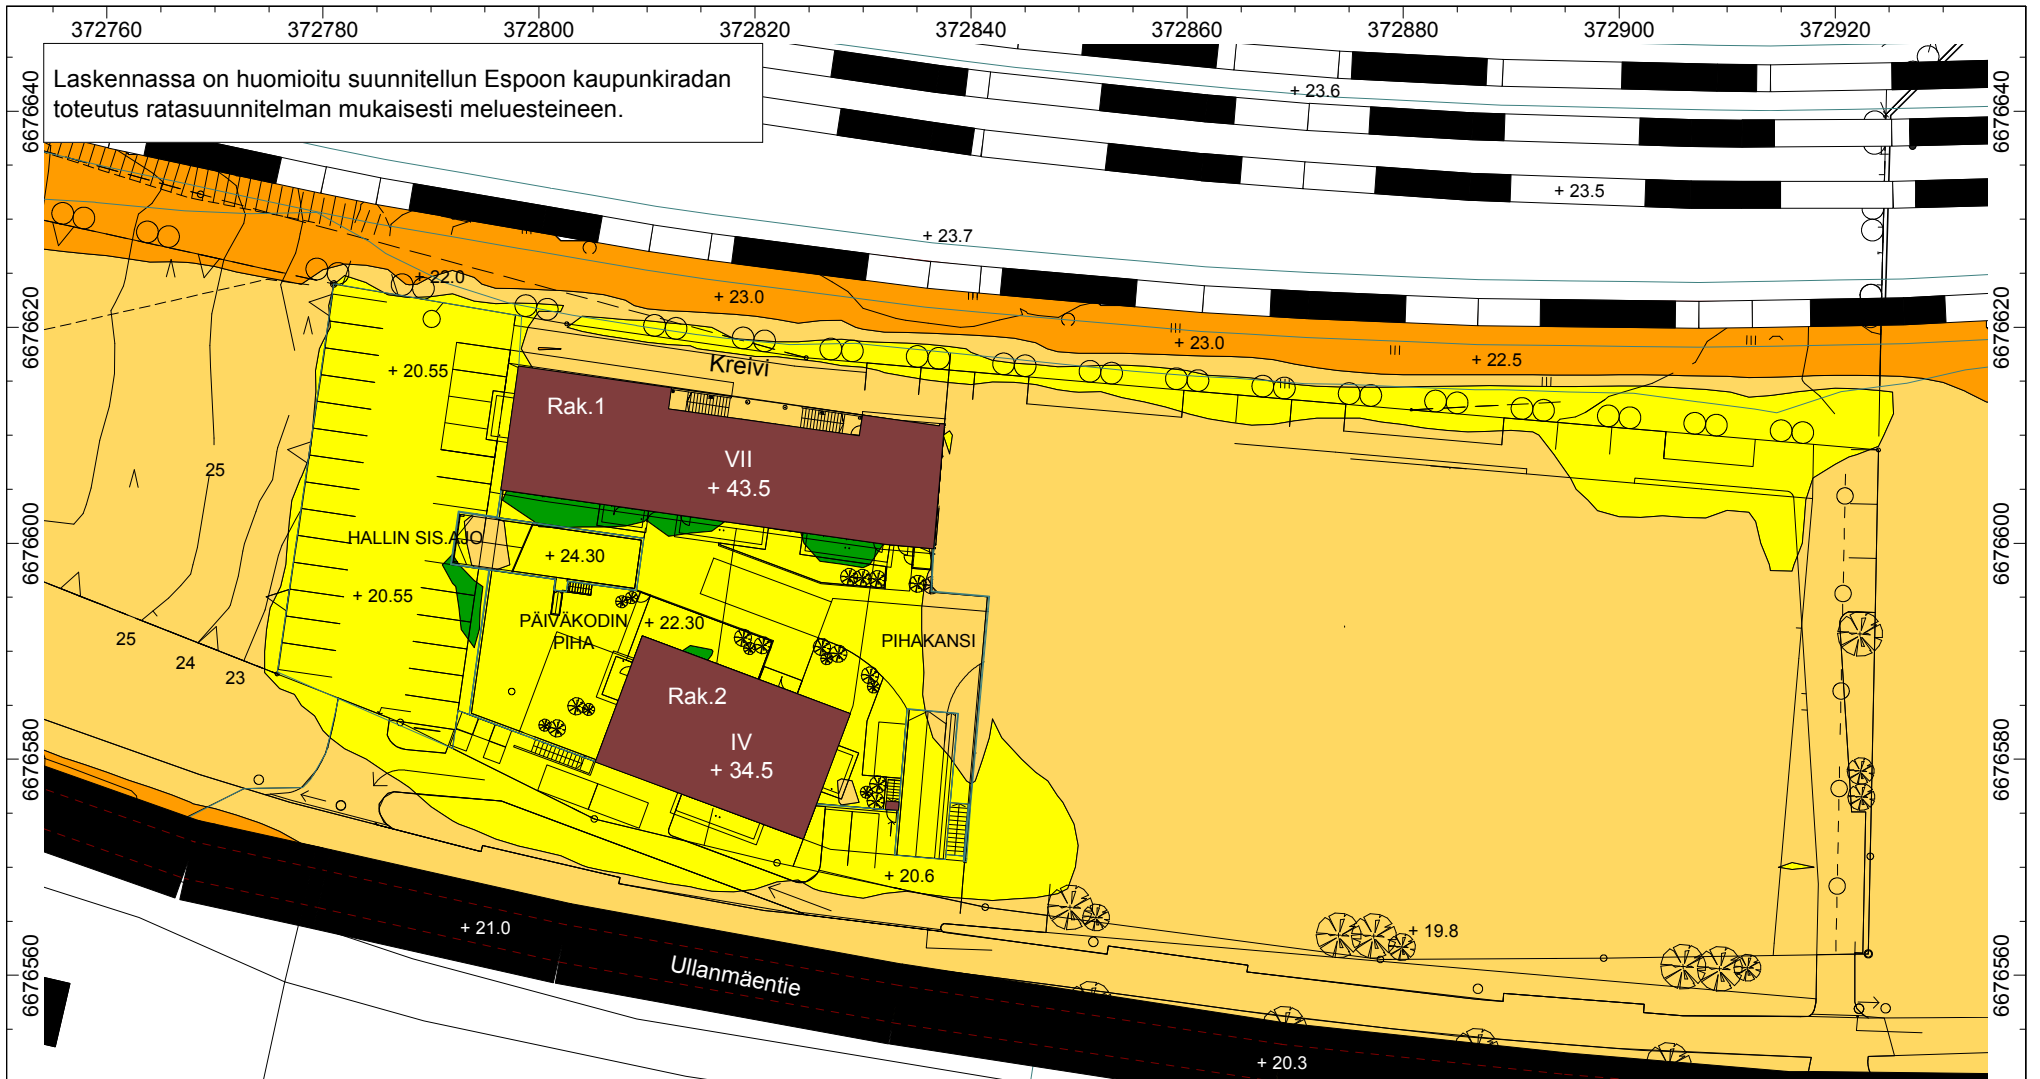 372760 372780 372800 372820 372840 372860 372880 372900 372920
Laskennassa on huomioitu suunnitellun Espoon kaupunkiradan
toteutus ratasuunnitelman mukaisesti meluesteineen.
6676640
6676640
+ 23.6
+ 23.5
+ 23.7
+ 22.0
+ 23.0
6676620
6676620
+ 23.0
+ 22.5
Kreivi
+ 20.55
Rak.1
VII
+ 43.5
25
6676600
6676600
HALLIN SIS.AJO
+ 24.30
+ 20.55
PÄIVÄKODIN
PIHA
+ 22.30
PIHAKANSI
25
24
23
Rak.2
IV
+ 34.5
6676580
6676580
+ 20.6
+ 21.0
+ 19.8
6676560
6676560
Ullanmäentie
+ 20.3